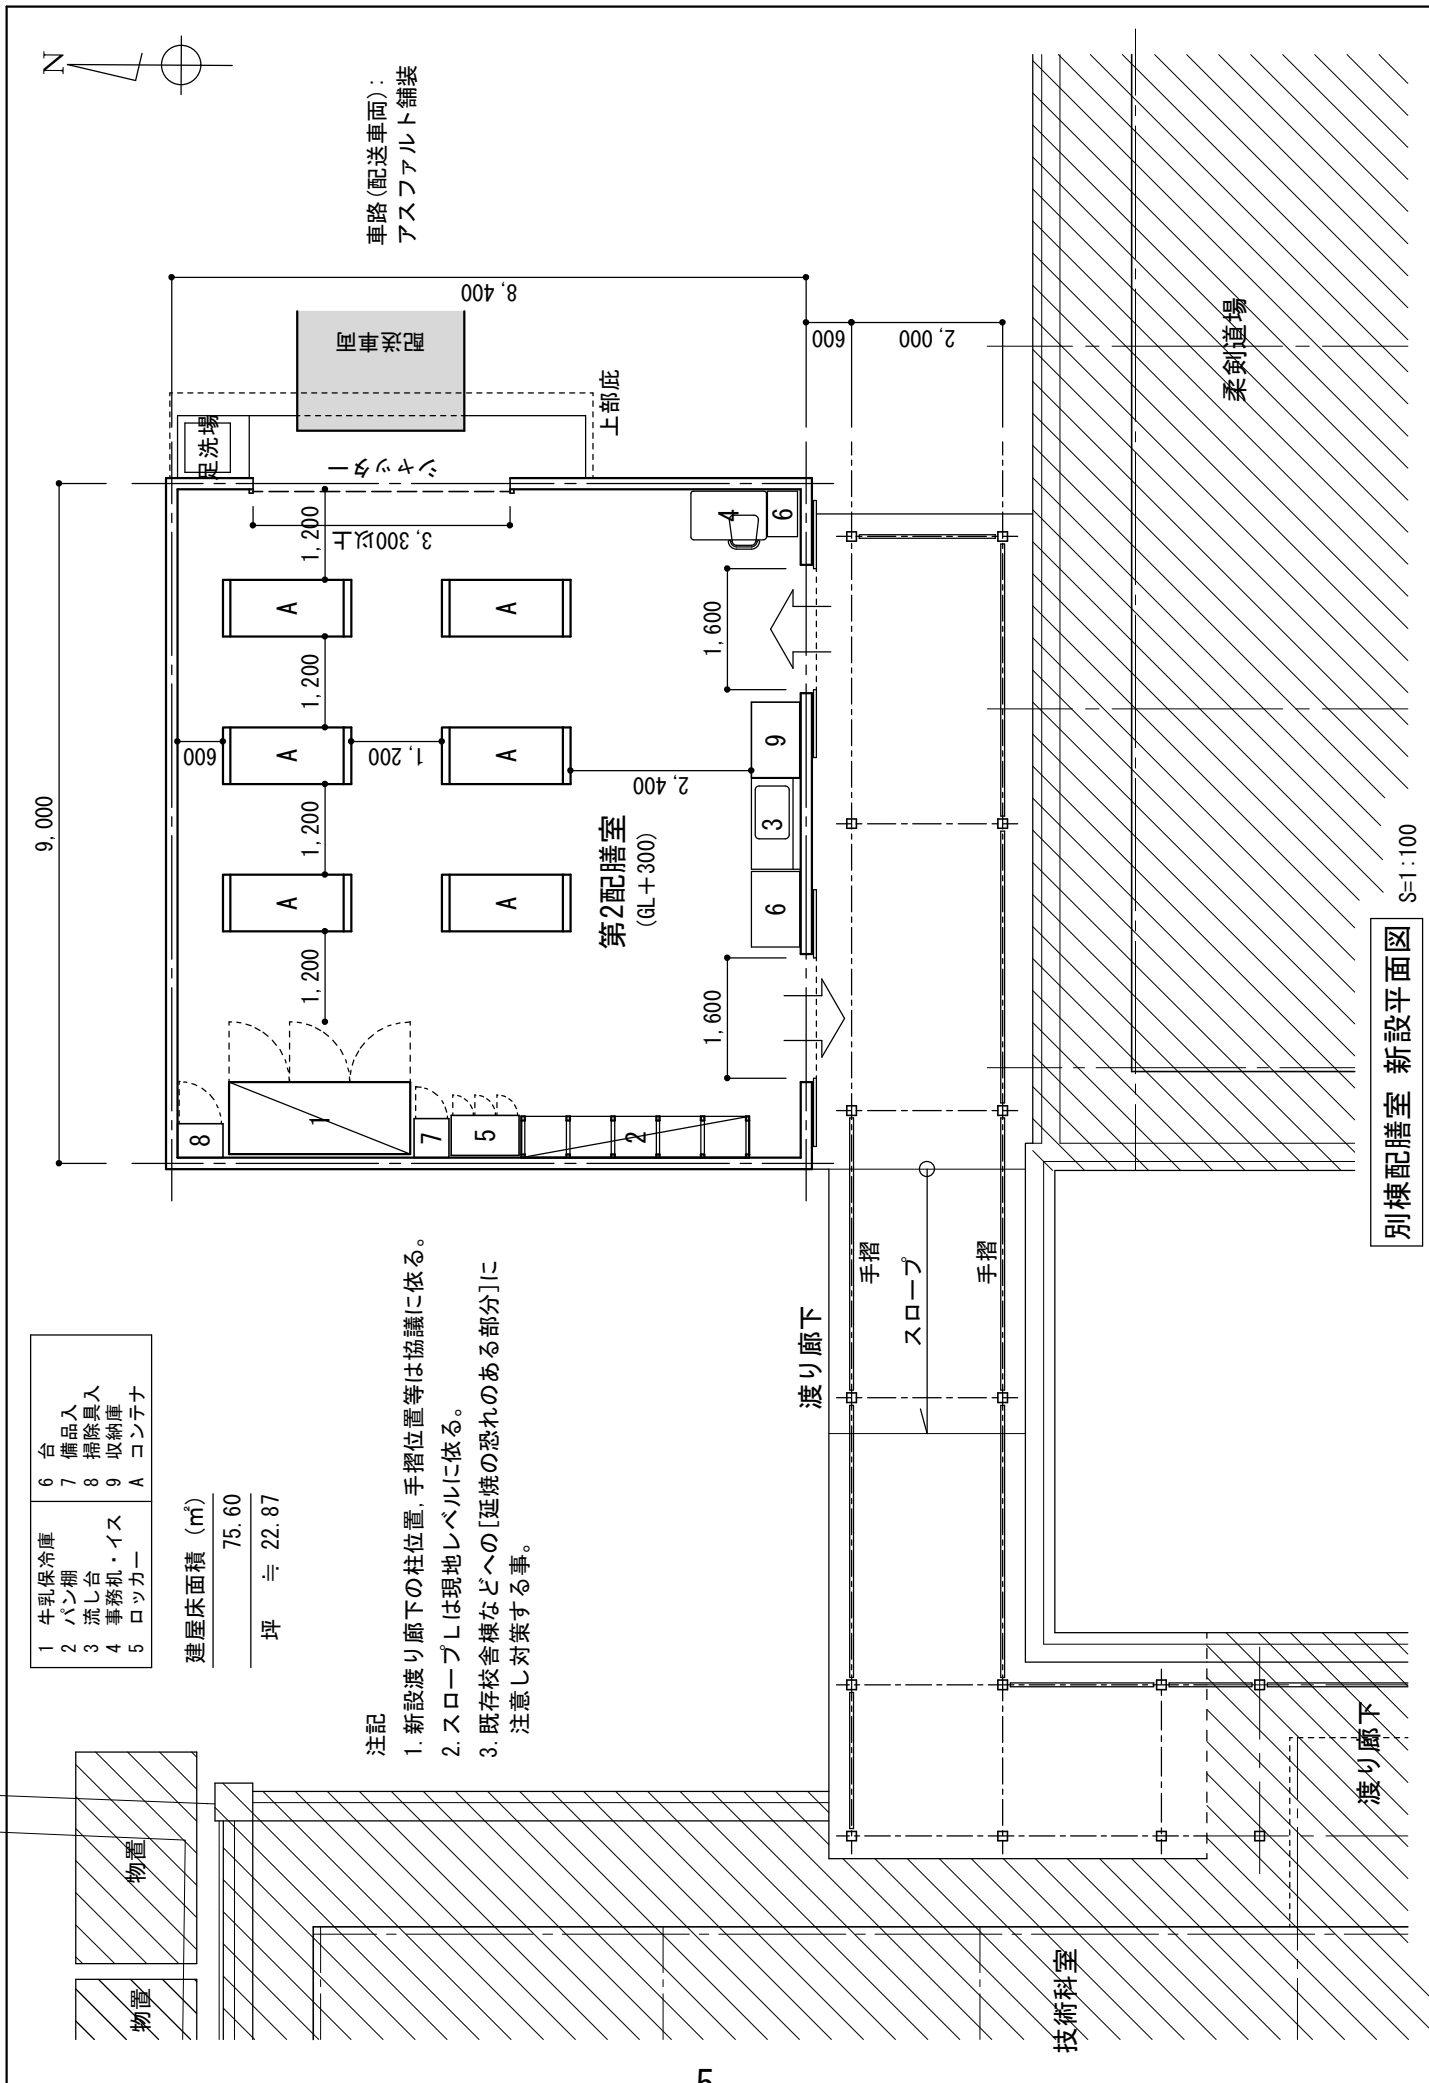 N
車路(配送車両):
アスファルト舗装
9,000
8,400
配送車両
足洗場
シャッター
上部庇
3,300以上
1,200
1,200
1,200
1,200
600
1,200
2,400
A
A
A
A
A
A
第2配膳室
(GL+300)
8
1
7
5
2
6
3
9
4
6
1,600
1,600
600
2,000
1 牛乳保冷庫
2 パン棚
3 流し台
4 事務机・イス
5 ロッカー
6 台
7 備品入
8 掃除具入
9 収納庫
A コンテナ
建屋床面積 (㎡)
75.60
坪 ≒ 22.87
注記
1. 新設渡り廊下の柱位置,手摺位置等は協議に依る。
2. スロープLは現地レベルに依る。
3. 既存校舎棟などへの[延焼の恐れのある部分]に
注意し対策する事。
物置
物置
渡り廊下
手摺
スロープ
手摺
柔剣道場
渡り廊下
技術科室
別棟配膳室 新設平面図
S=1:100
5